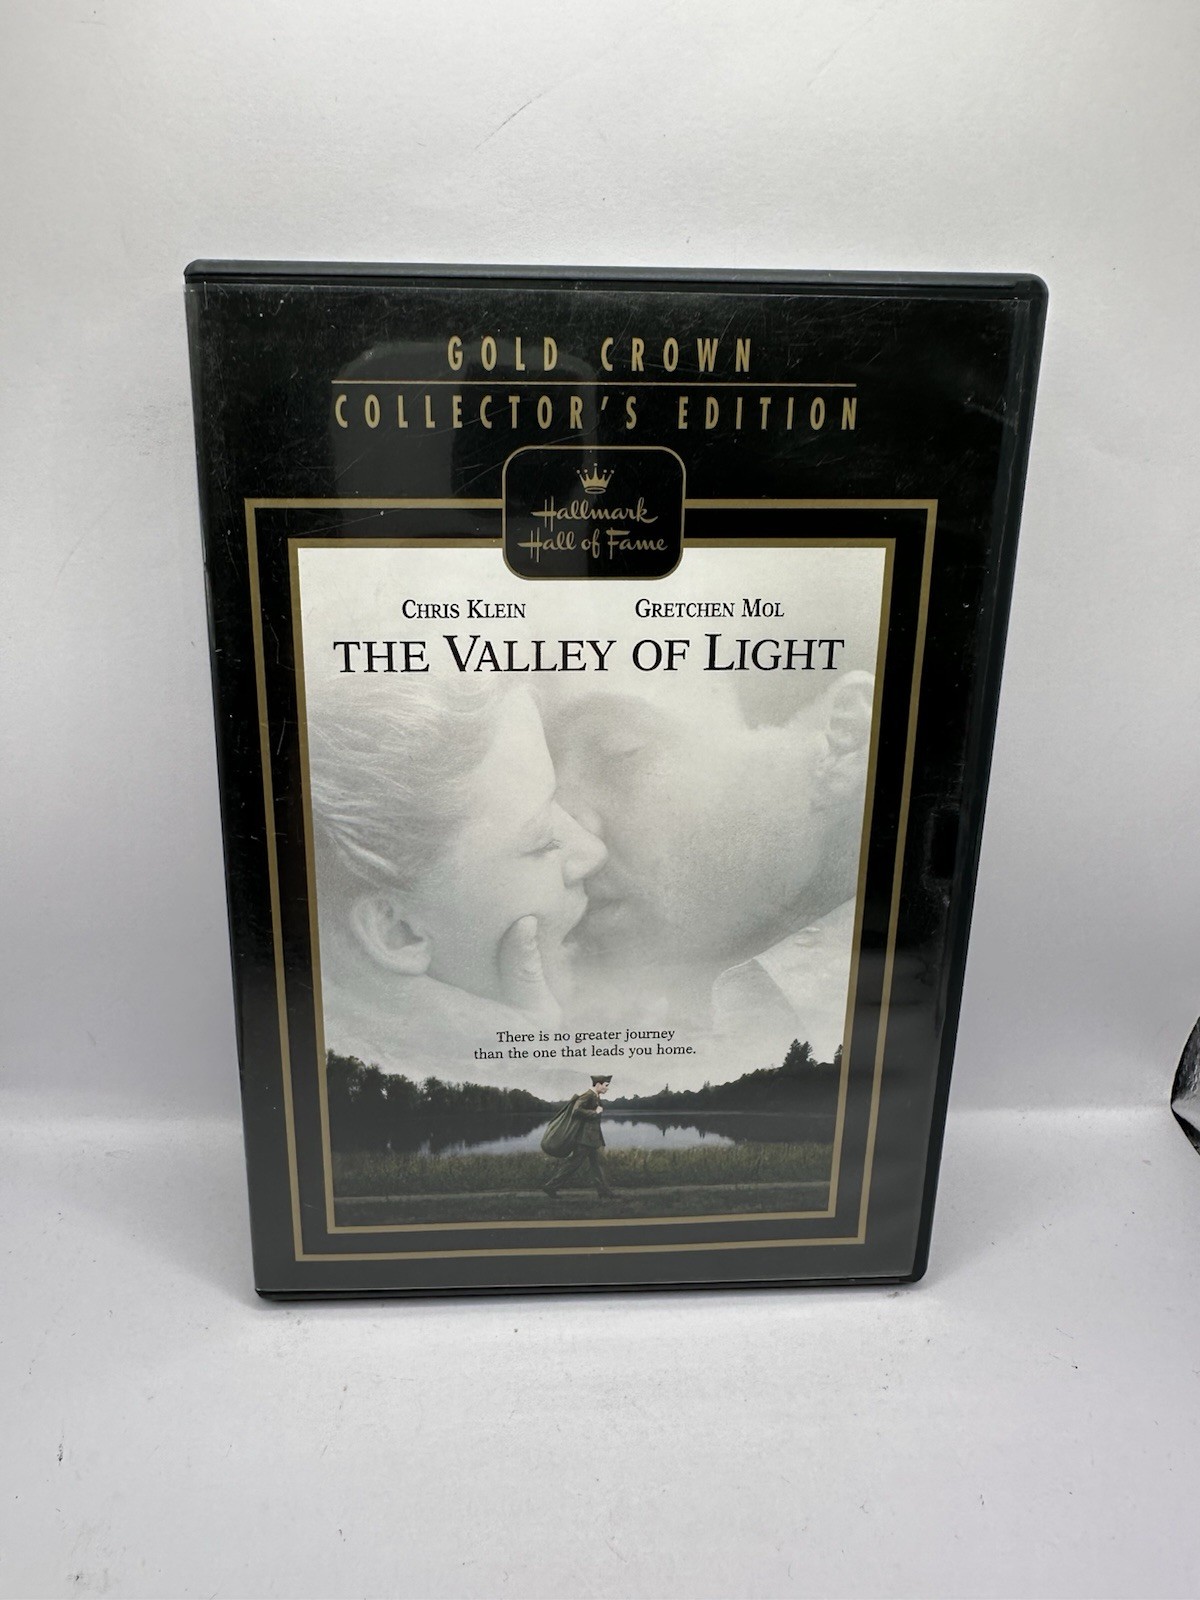 GOLD CROWN
COLLECTOR'S EDITION
Hallmark
Hall of Fame
CHRIS KLEIN GRETCHEN MOL
THE VALLEY OF LIGHT
There is no greater journey
than the one that leads you home.